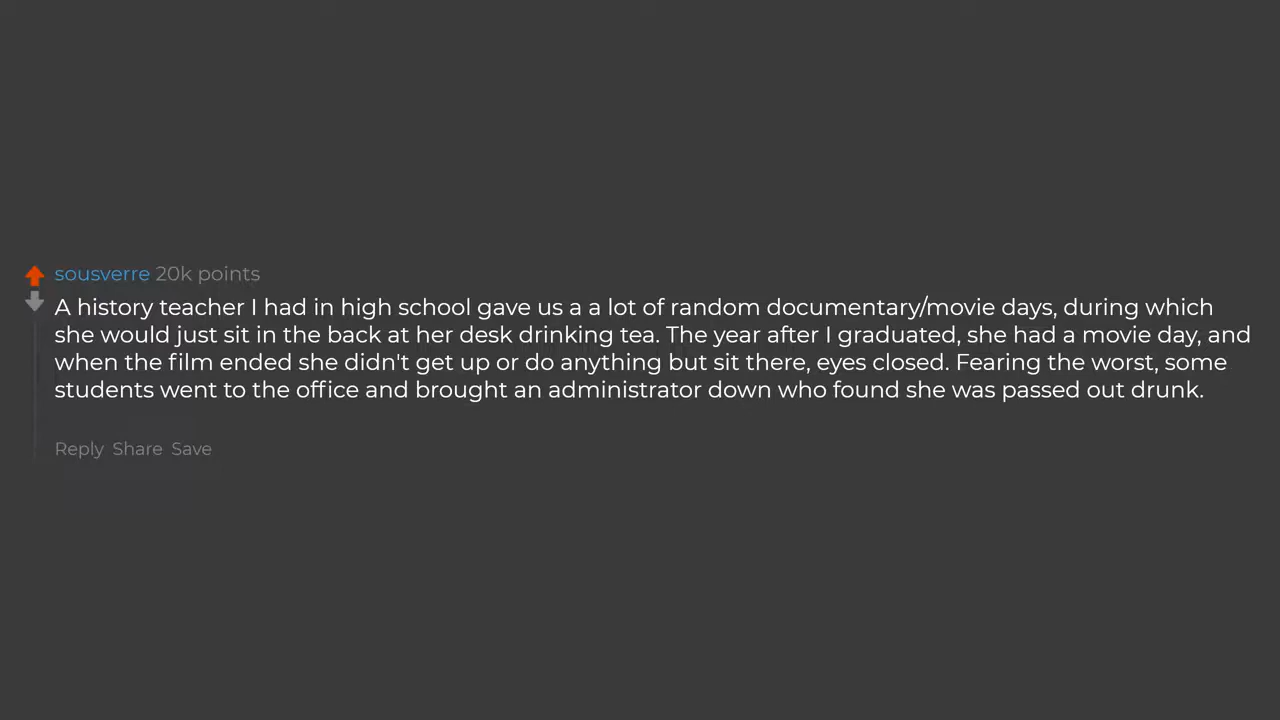 sousverre 20k points
A history teacher I had in high school gave us a a lot of random documentary/movie days, during which
she would just sit in the back at her desk drinking tea. The year after I graduated, she had a movie day, and
when the film ended she didn't get up or do anything but sit there, eyes closed. Fearing the worst, some
students went to the office and brought an administrator down who found she was passed out drunk.
Reply Share Save